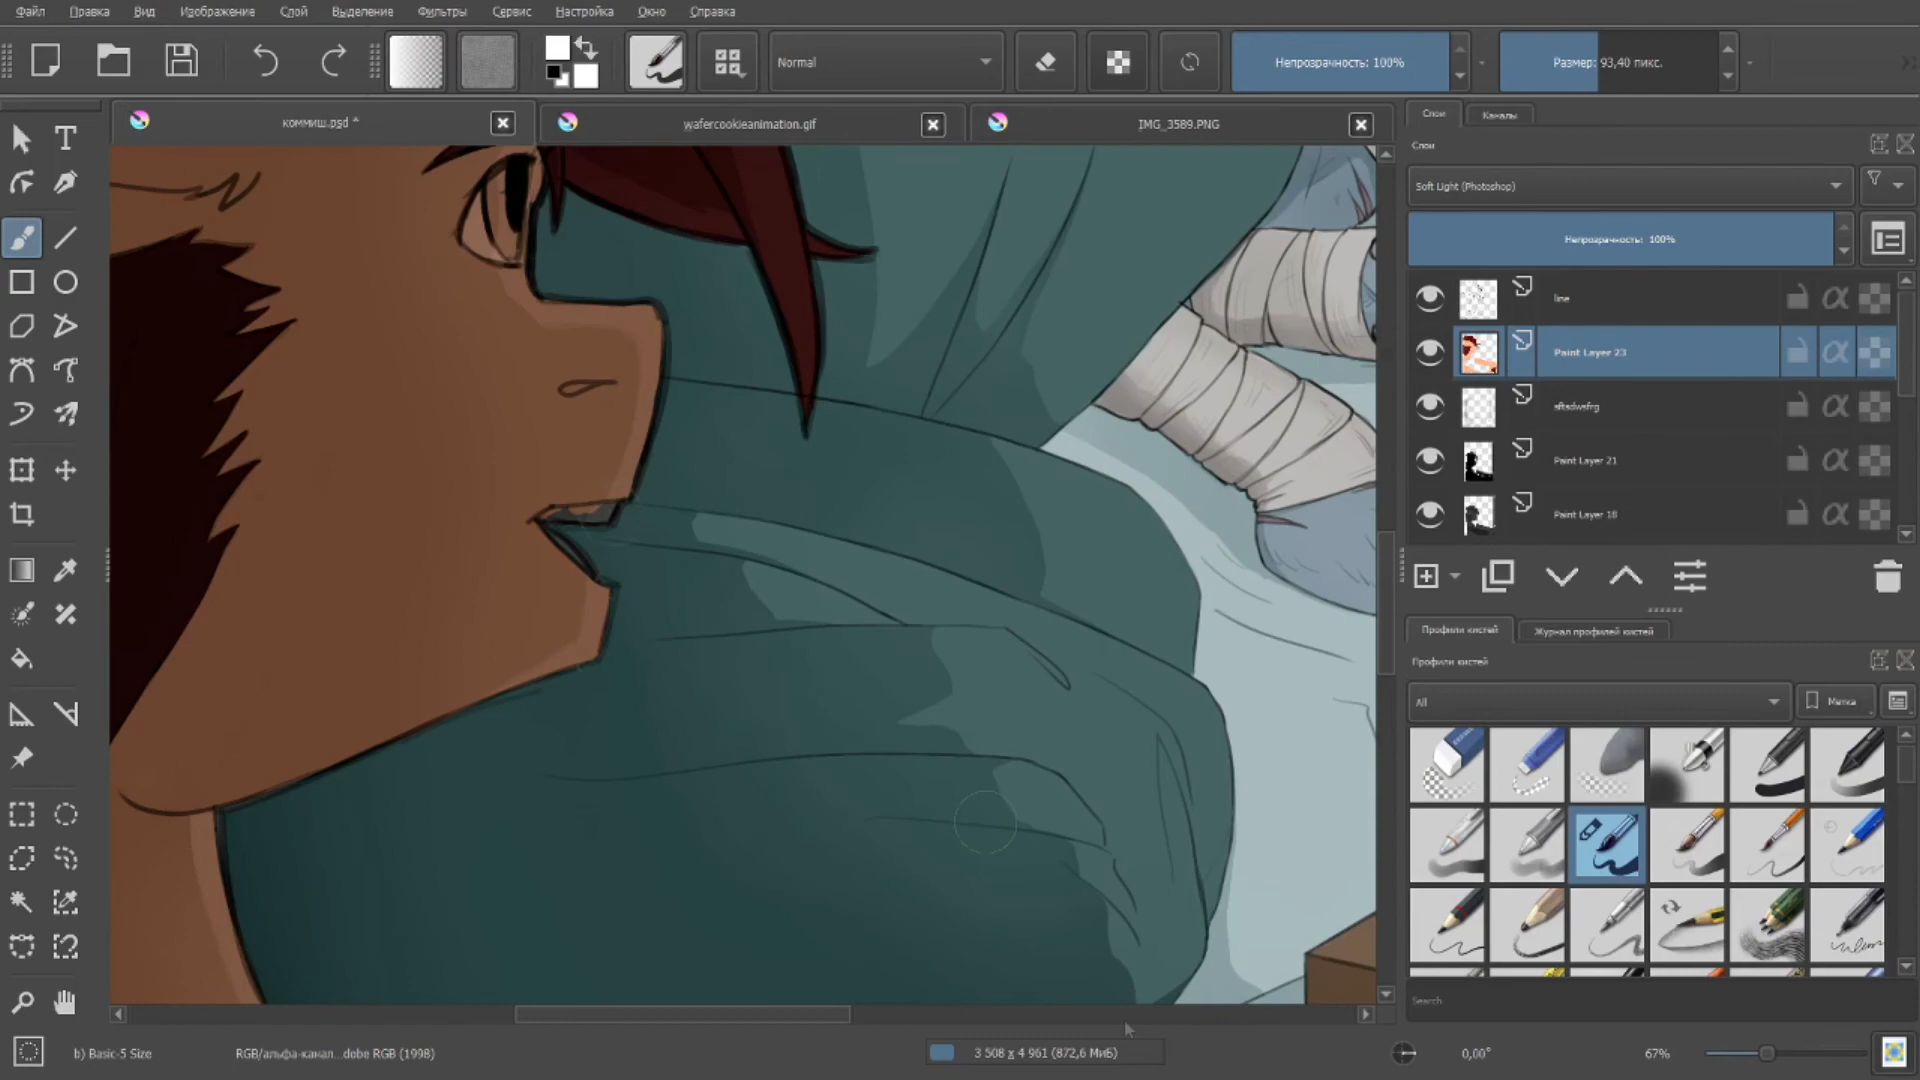 Файл Правка Вид Изображение Слой Выделение Фильтры Сервис Настройка Окно Справка
Normal Непрозрачность: 100% Размер: 93,40 пикс.
коммиш.psd * wafercookieanimation.gif IMG_3589.PNG
Слои Каналы
Слои
Soft Light (Photoshop)
Непрозрачность: 100%
line
Paint Layer 23
sftsdwsfrg
Paint Layer 21
Paint Layer 18
Профили кистей Журнал профилей кистей
Профили кистей
All Метка
Search
b) Basic-5 Size RGB/альфа-канал...dobe RGB (1998) 3 508 x 4 961 (872,6 МиБ) 0,00° 67%